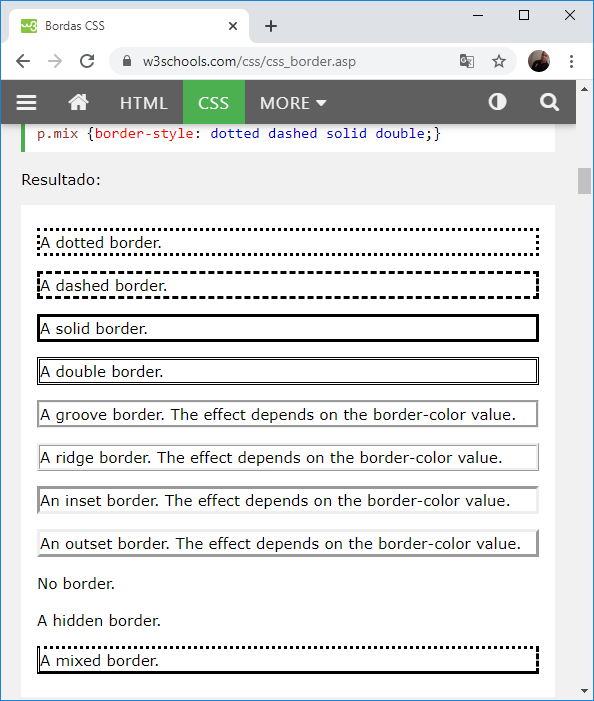 Bordas CSS
w3schools.com/css/css_border.asp
HTML CSS MORE
p.mix {border-style: dotted dashed solid double;}
Resultado:
A dotted border.
A dashed border.
A solid border.
A double border.
A groove border. The effect depends on the border-color value.
A ridge border. The effect depends on the border-color value.
An inset border. The effect depends on the border-color value.
An outset border. The effect depends on the border-color value.
No border.
A hidden border.
A mixed border.